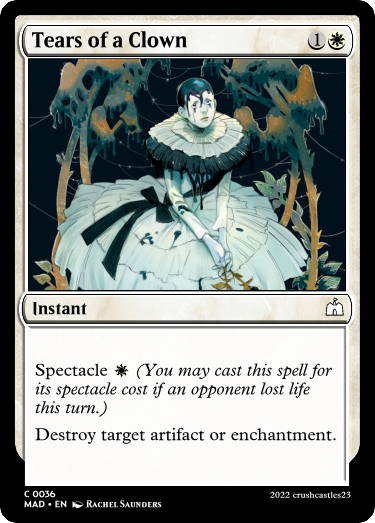 Tears of a Clown 1
Instant
Spectacle (You may cast this spell for
its spectacle cost if an opponent lost life
this turn.)
Destroy target artifact or enchantment.
C 0036
MAD • EN RACHEL SAUNDERS
2022 crushcastles23